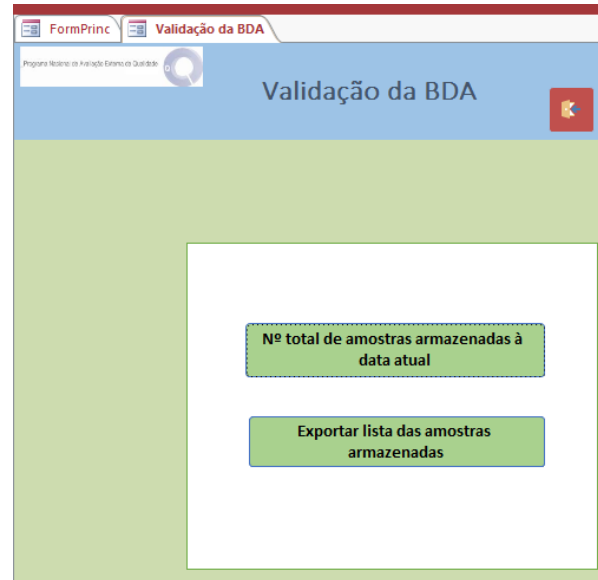 FormPrinc
Validação da BDA
Programa Nacional de Avaliação Externa da Qualidade
Validação da BDA
Nº total de amostras armazenadas à
data atual
Exportar lista das amostras
armazenadas